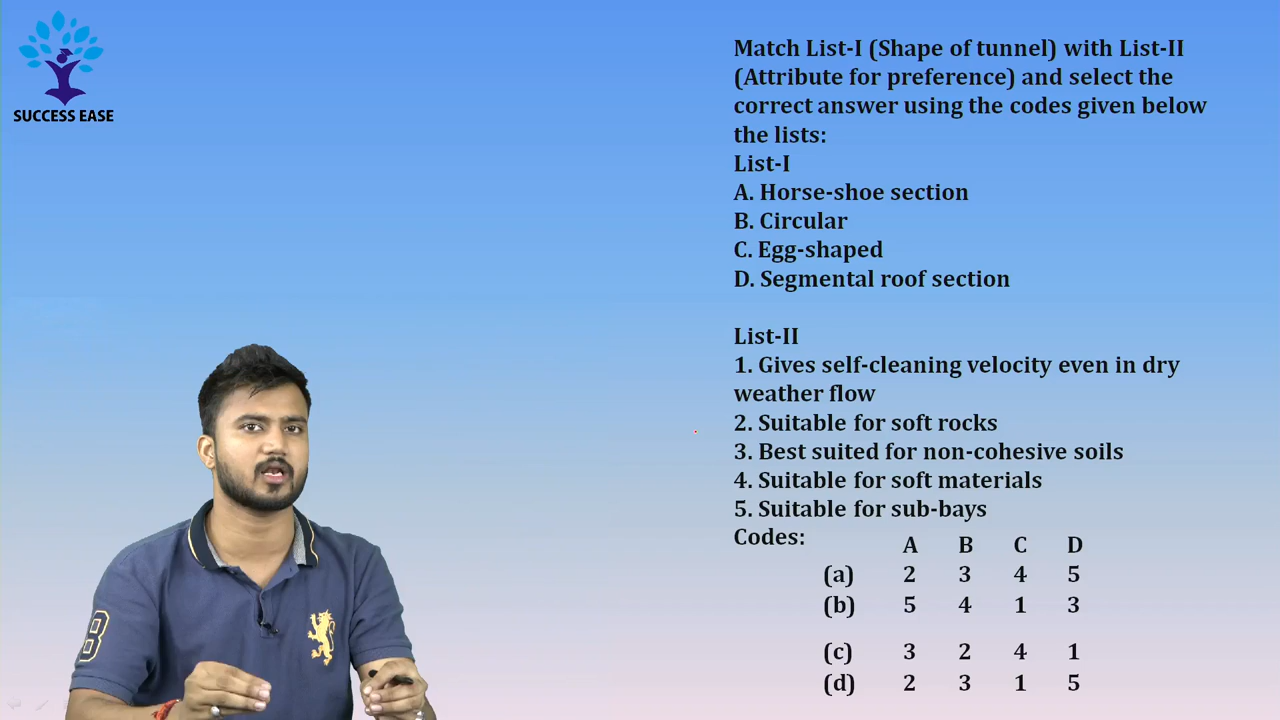 SUCCESS EASE
Match List-I (Shape of tunnel) with List-II
(Attribute for preference) and select the
correct answer using the codes given below
the lists:
List-I
A. Horse-shoe section
B. Circular
C. Egg-shaped
D. Segmental roof section
List-II
1. Gives self-cleaning velocity even in dry
weather flow
2. Suitable for soft rocks
3. Best suited for non-cohesive soils
4. Suitable for soft materials
5. Suitable for sub-bays
Codes:
A B C D
(a) 2 3 4 5
(b) 5 4 1 3
(c) 3 2 4 1
(d) 2 3 1 5
8